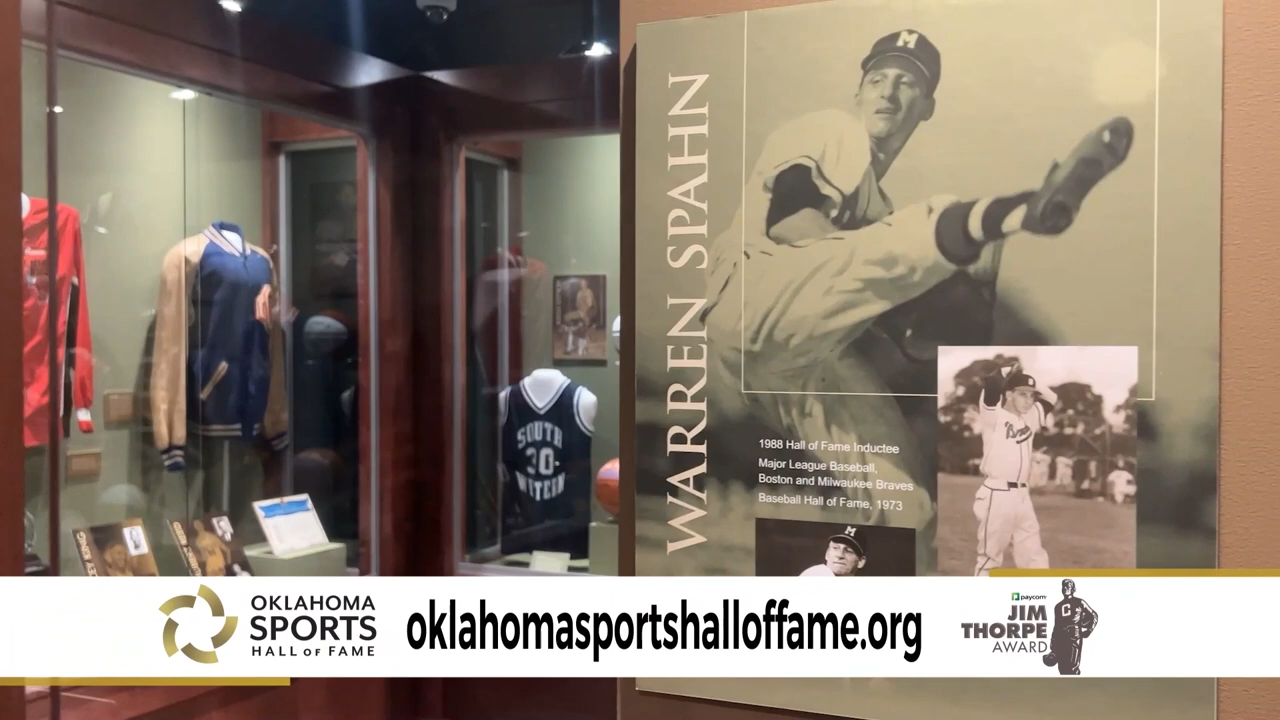 WARREN SPAHN
M
1988 Hall of Fame Inductee
Major League Baseball,
Boston and Milwaukee Braves
Baseball Hall of Fame, 1973
M
B
Braves
SOUTH
30
OKLAHOMA
SPORTS
HALL OF FAME
oklahomasportshalloffame.org
paycom
C
JIM
THORPE
AWARD